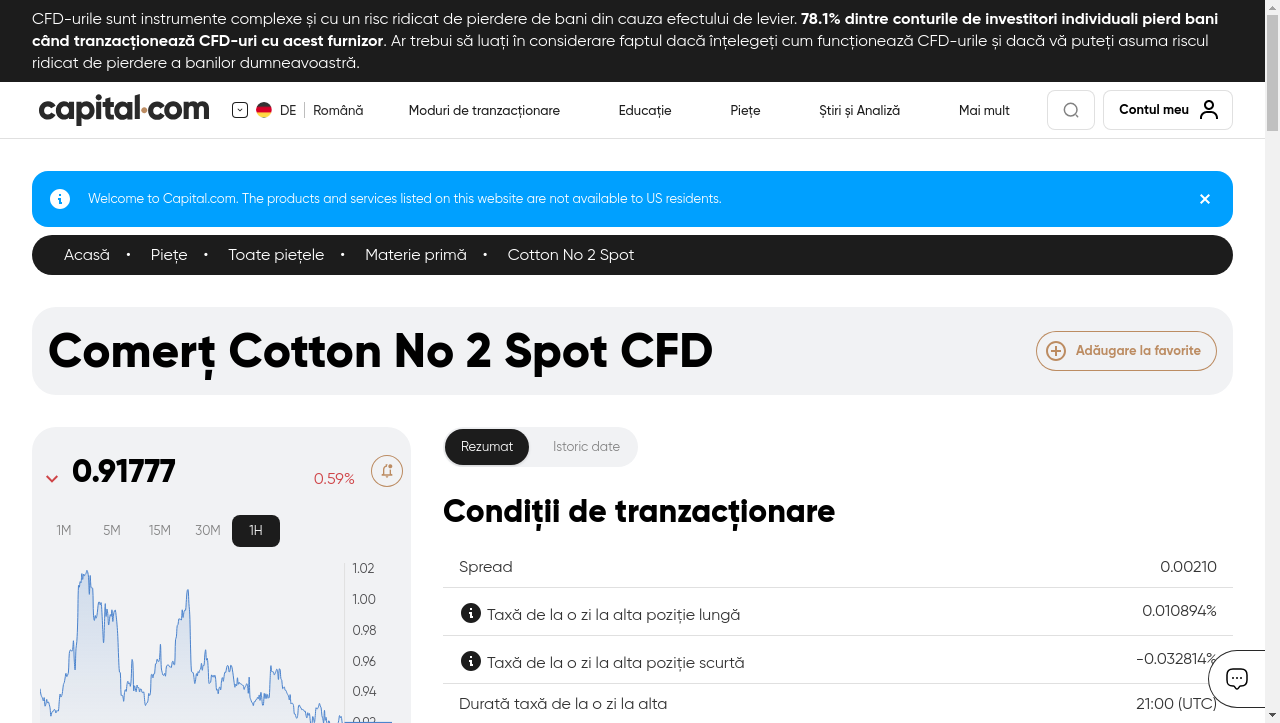 CFD-urile sunt instrumente complexe și cu un risc ridicat de pierdere de bani din cauza efectului de levier. 78.1% dintre conturile de investitori individuali pierd bani
când tranzacționează CFD-uri cu acest furnizor. Ar trebui să luați în considerare faptul dacă înțelegeți cum funcționează CFD-urile și dacă vă puteți asuma riscul
ridicat de pierdere a banilor dumneavoastră.
capital.com DE Română Moduri de tranzacționare Educație Piețe Știri și Analiză Mai mult Contul meu
Welcome to Capital.com. The products and services listed on this website are not available to US residents.
Acasă • Piețe • Toate piețele • Materie primă • Cotton No 2 Spot
Comerț Cotton No 2 Spot CFD
Adăugare la favorite
0.91777
0.59%
1M 5M 15M 30M 1H
1.02
1.00
0.98
0.96
0.94
0.92
Rezumat Istoric date
Condiții de tranzacționare
Spread 0.00210
Taxă de la o zi la alta poziție lungă 0.010894%
Taxă de la o zi la alta poziție scurtă -0.032814%
Durată taxă de la o zi la alta 21:00 (UTC)